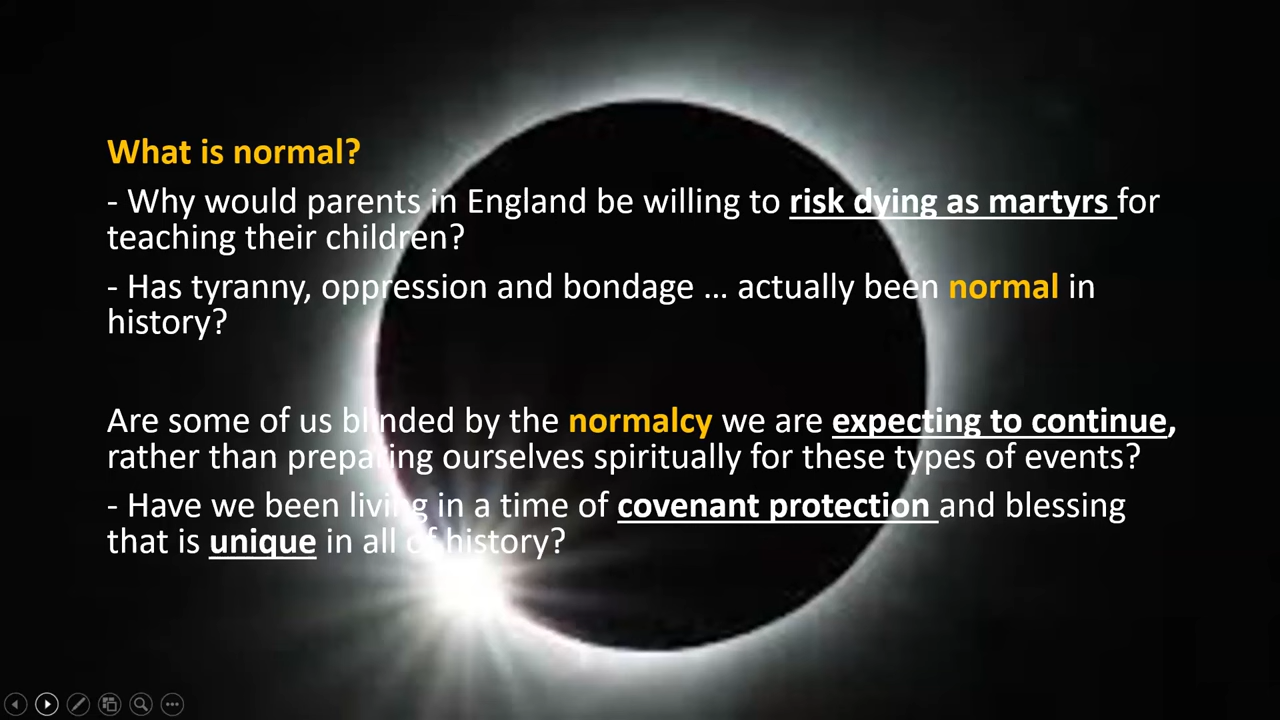 What is normal?
- Why would parents in England be willing to risk dying as martyrs for
teaching their children?
- Has tyranny, oppression and bondage … actually been normal in
history?
Are some of us blinded by the normalcy we are expecting to continue,
rather than preparing ourselves spiritually for these types of events?
- Have we been living in a time of covenant protection and blessing
that is unique in all of history?